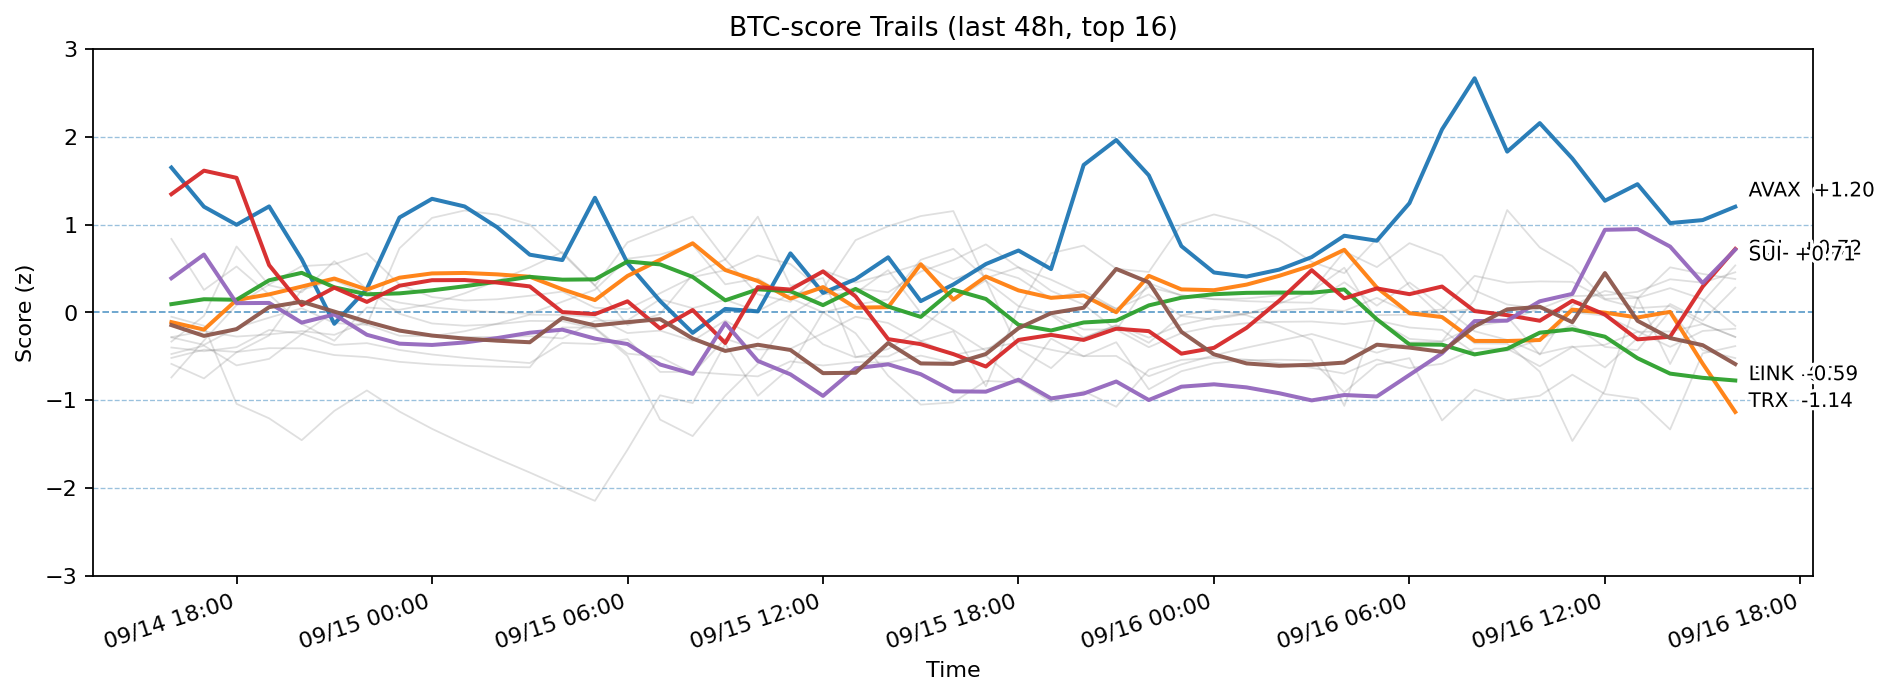 BTC-score Trails (last 48h, top 16)
3
2
1
0
−1
−2
−3
Score (z)
AVAX +1.20
SUI +0.71
LINK -0.59
TRX -1.14
09/14 18:00
09/15 00:00
09/15 06:00
09/15 12:00
09/15 18:00
09/16 00:00
09/16 06:00
09/16 12:00
09/16 18:00
Time